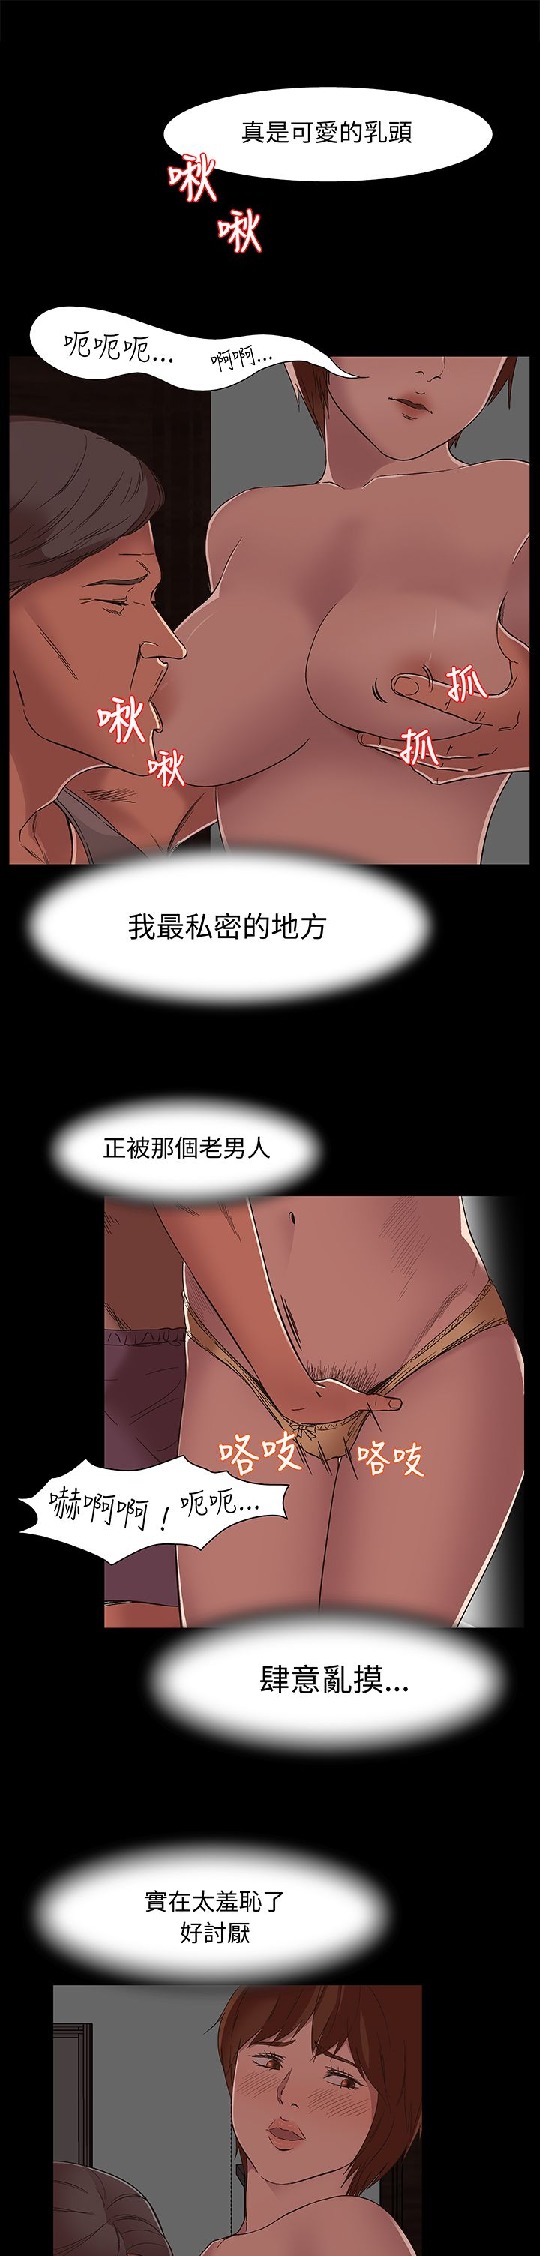 真是可愛的乳頭
啾
啾
呃呃呃...
啊啊...
抓
抓
啾
啾
我最私密的地方
正被那個老男人
咯吱
咯吱
嚇啊啊！呃呃...
肆意亂摸...
實在太羞恥了
好討厭